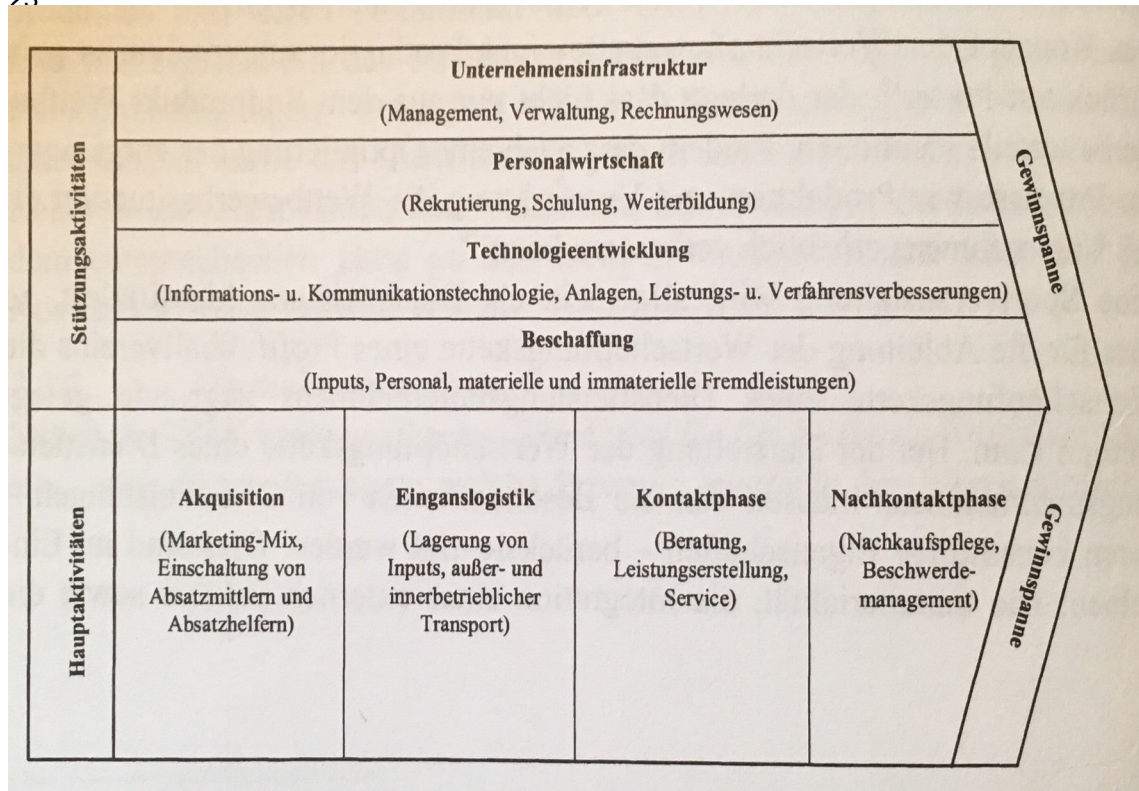 Stützungsaktivitäten
Unternehmensinfrastruktur
(Management, Verwaltung, Rechnungswesen)
Personalwirtschaft
(Rekrutierung, Schulung, Weiterbildung)
Technologieentwicklung
(Informations- u. Kommunikationstechnologie, Anlagen, Leistungs- u. Verfahrensverbesserungen)
Beschaffung
(Inputs, Personal, materielle und immaterielle Fremdleistungen)
Gewinnspanne
Hauptaktivitäten
Akquisition
(Marketing-Mix,
Einschaltung von
Absatzmittlern und
Absatzhelfern)
Einganslogistik
(Lagerung von
Inputs, außer- und
innerbetrieblicher
Transport)
Kontaktphase
(Beratung,
Leistungserstellung,
Service)
Nachkontaktphase
(Nachkaufspflege,
Beschwerde-
management)
Gewinnspanne